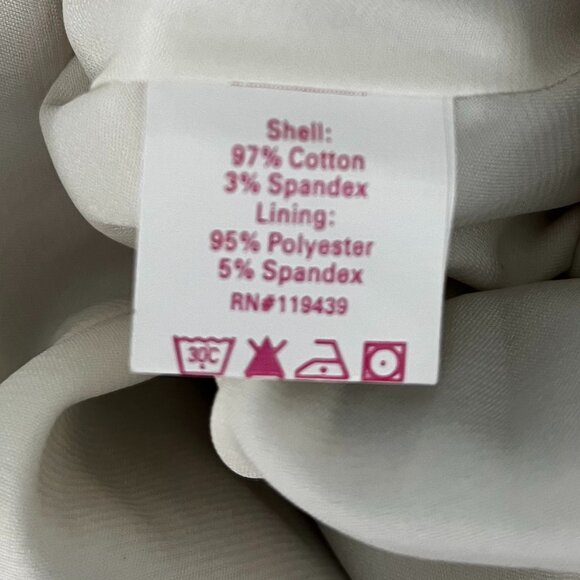 Shell:
97% Cotton
3% Spandex
Lining:
95% Polyester
5% Spandex
RN#119439
30C